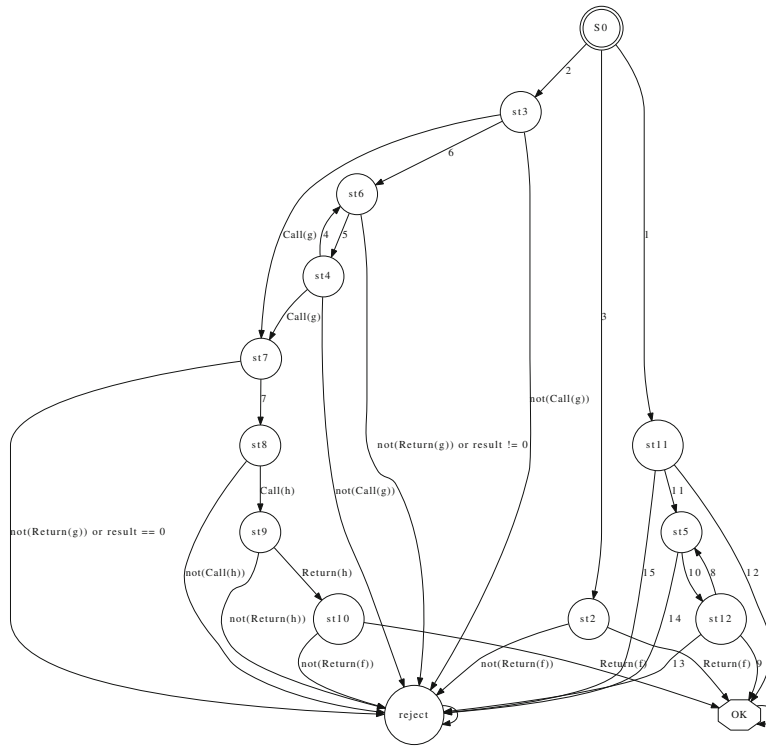 S0
2
st3
6
st6
Call(g)
4
5
1
st4
Call(g)
3
st7
7
not(Call(g))
st8
not(Return(g)) or result != 0
st11
Call(h)
not(Call(g))
11
not(Return(g)) or result == 0
st9
st5
not(Call(h))
Return(h)
15
10
8
12
not(Return(h))
st10
st2
14
st12
not(Return(f))
not(Return(f))
Return(f)
13
Return(f)
9
reject
OK